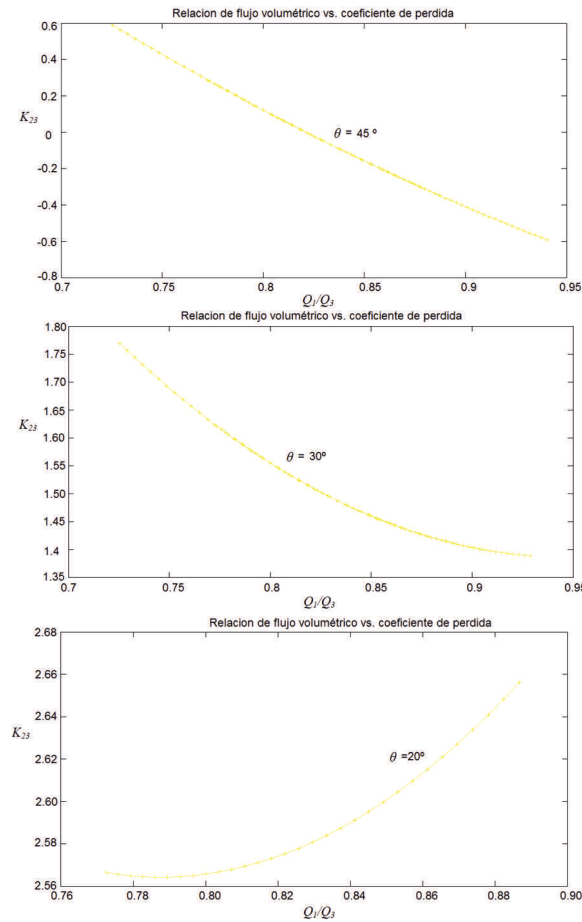 Relacion de flujo volumétrico vs. coeficiente de perdida
0.6
0.4
0.2
K23
0
θ = 45 º
-0.2
-0.4
-0.6
-0.8
0.7 0.75 0.8 0.85 0.9 0.95
Q1/Q3
Relacion de flujo volumétrico vs. coeficiente de perdida
1.80
1.75
1.70
1.65
K23
1.60
θ = 30º
1.55
1.50
1.45
1.4
1.35
0.7 0.75 0.8 0.85 0.9 0.95
Q1/Q3
Relacion de flujo volumétrico vs. coeficiente de perdida
2.68
2.66
2.64
K23
2.62
θ =20º
2.60
2.58
2.56
0.76 0.78 0.80 0.82 0.84 0.86 0.88 0.90
Q1/Q3